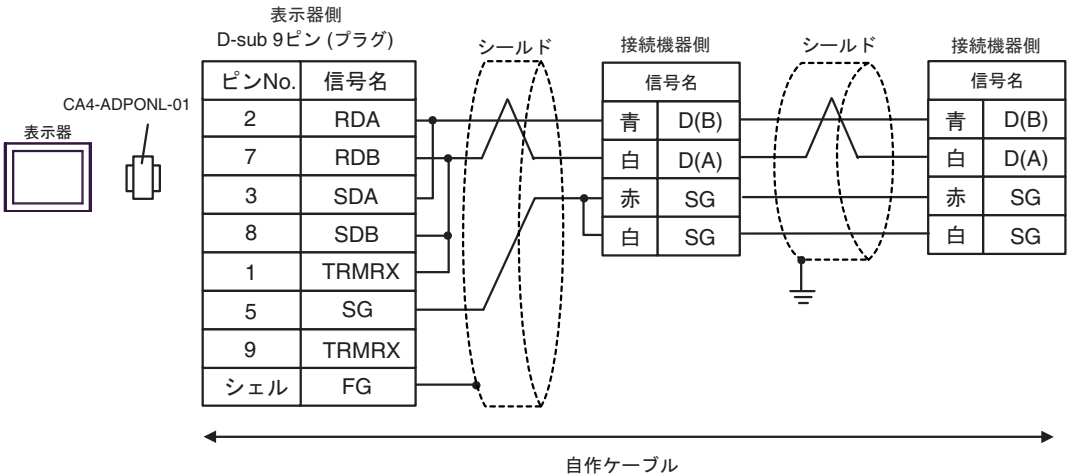 表示器側
D-sub 9ピン (プラグ)
シールド
接続機器側
シールド
接続機器側
CA4-ADPONL-01
表示器
ピンNo. 信号名
2 RDA
7 RDB
3 SDA
8 SDB
1 TRMRX
5 SG
9 TRMRX
シェル FG
信号名
青 D(B)
白 D(A)
赤 SG
白 SG
信号名
青 D(B)
白 D(A)
赤 SG
白 SG
自作ケーブル